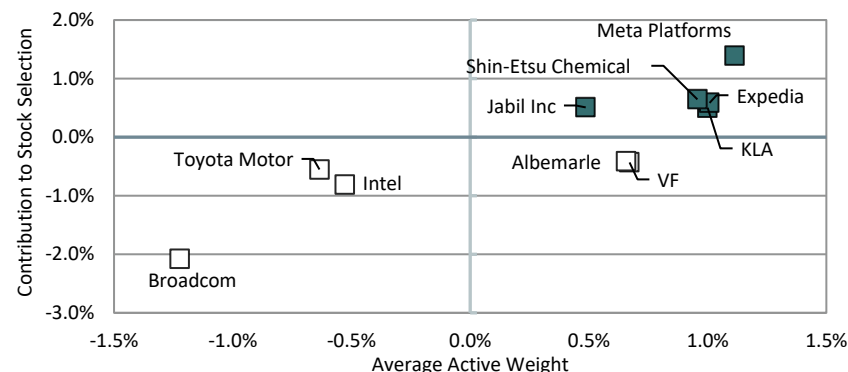 Contribution to Stock Selection
2.0%
1.0%
0.0%
-1.0%
-2.0%
-3.0%
Meta Platforms
Shin-Etsu Chemical
Jabil Inc
Expedia
KLA
Toyota Motor
Intel
Albemarle
VF
Broadcom
-1.5%
-1.0%
-0.5%
0.0%
0.5%
1.0%
1.5%
Average Active Weight